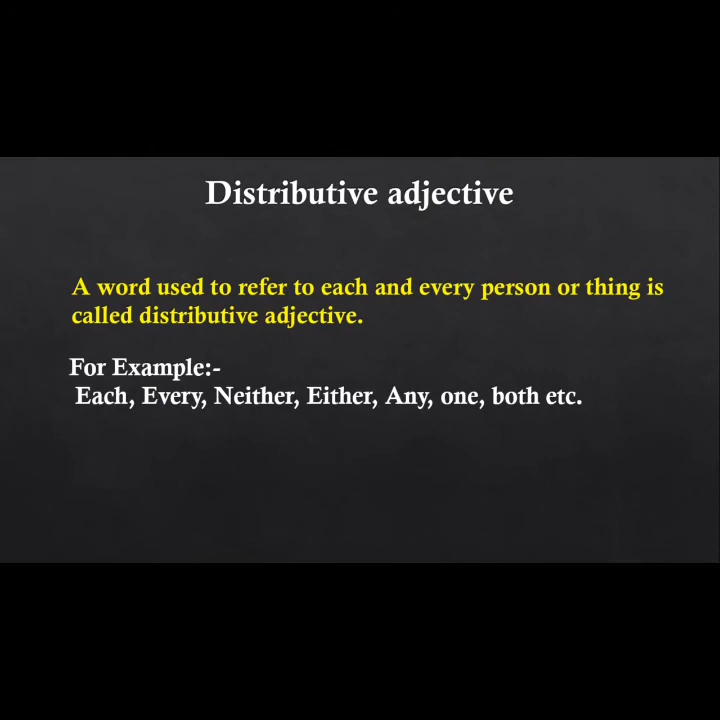 Distributive adjective
A word used to refer to each and every person or thing is
called distributive adjective.
For Example:-
Each, Every, Neither, Either, Any, one, both etc.